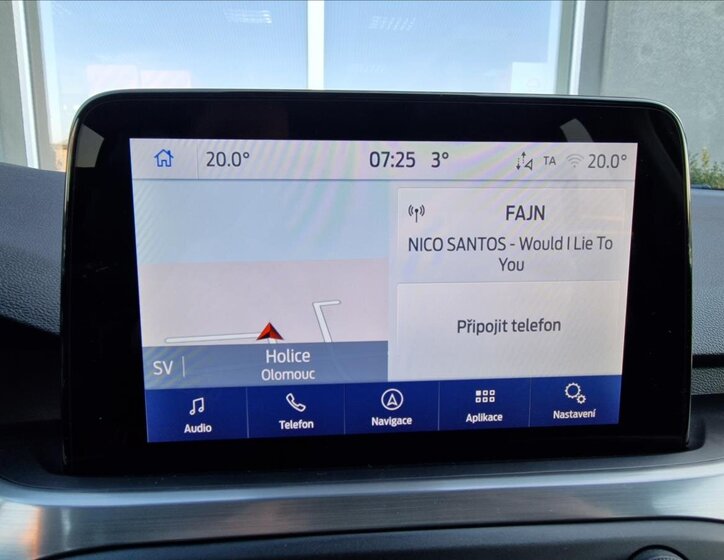 20.0° 07:25 3° TA 20.0°
FAJN
NICO SANTOS - Would I Lie To
You
Připojit telefon
SV Holice
Olomouc
Audio Telefon Navigace Aplikace Nastavení